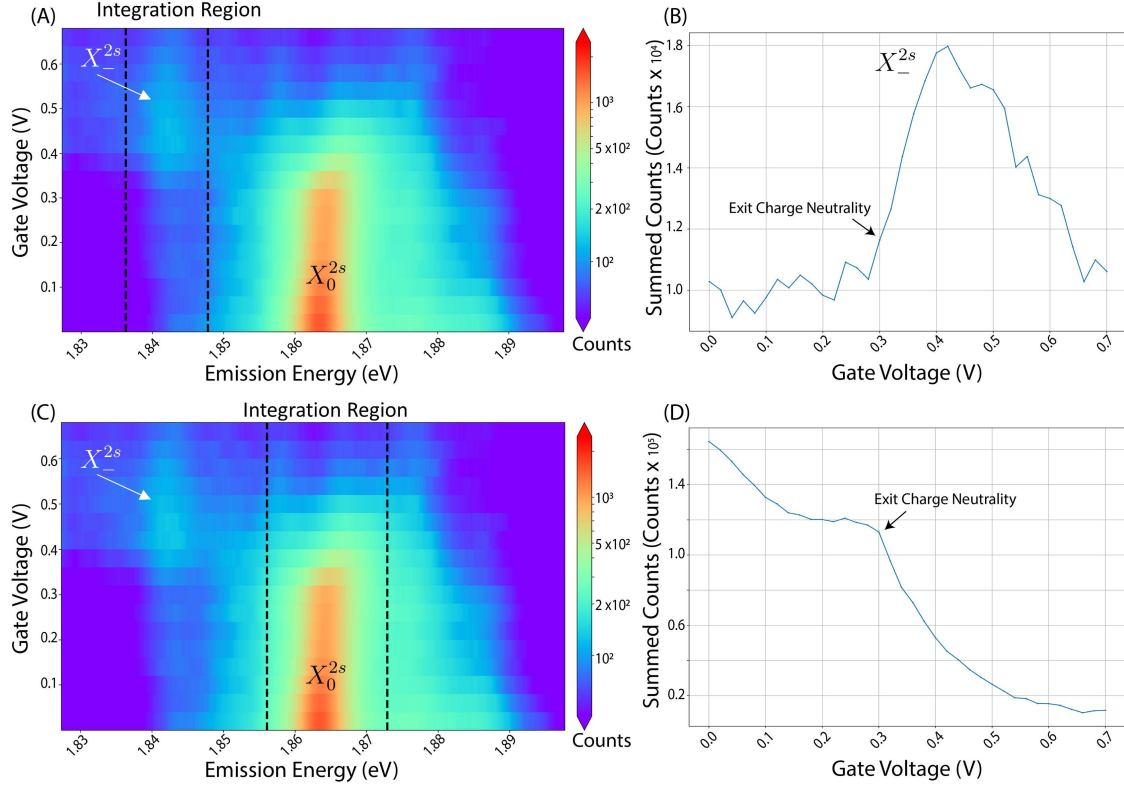 Integration Region
(A)
X_-^{2s}
X_0^{2s}
Gate Voltage (V)
0.6
0.5
0.4
0.3
0.2
0.1
1.83
1.84
1.85
1.86
1.87
1.88
1.89
Emission Energy (eV)
10³
5 x10²
2 x10²
10²
Counts
(B)
X_-^{2s}
Exit Charge Neutrality
Summed Counts (Counts x 10⁴)
1.8
1.6
1.4
1.2
1.0
0.0
0.1
0.2
0.3
0.4
0.5
0.6
0.7
Gate Voltage (V)
Integration Region
(C)
X_-^{2s}
X_0^{2s}
Gate Voltage (V)
0.6
0.5
0.4
0.3
0.2
0.1
1.83
1.84
1.85
1.86
1.87
1.88
1.89
Emission Energy (eV)
10³
5 x10²
2 x10²
10²
Counts
(D)
Exit Charge Neutrality
Summed Counts (Counts x 10⁵)
1.4
1.0
0.6
0.2
0.0
0.1
0.2
0.3
0.4
0.5
0.6
0.7
Gate Voltage (V)